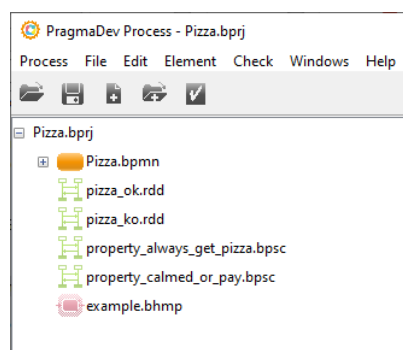 PragmaDev Process - Pizza.bprj
Process File Edit Element Check Windows Help
Pizza.bprj
Pizza.bpmn
pizza_ok.rdd
pizza_ko.rdd
property_always_get_pizza.bpsc
property_calmed_or_pay.bpsc
example.bhmp